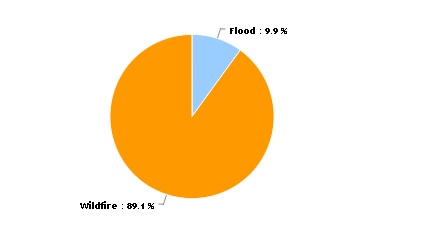 Flood : 9.9 %
Wildfire : 89.1 %